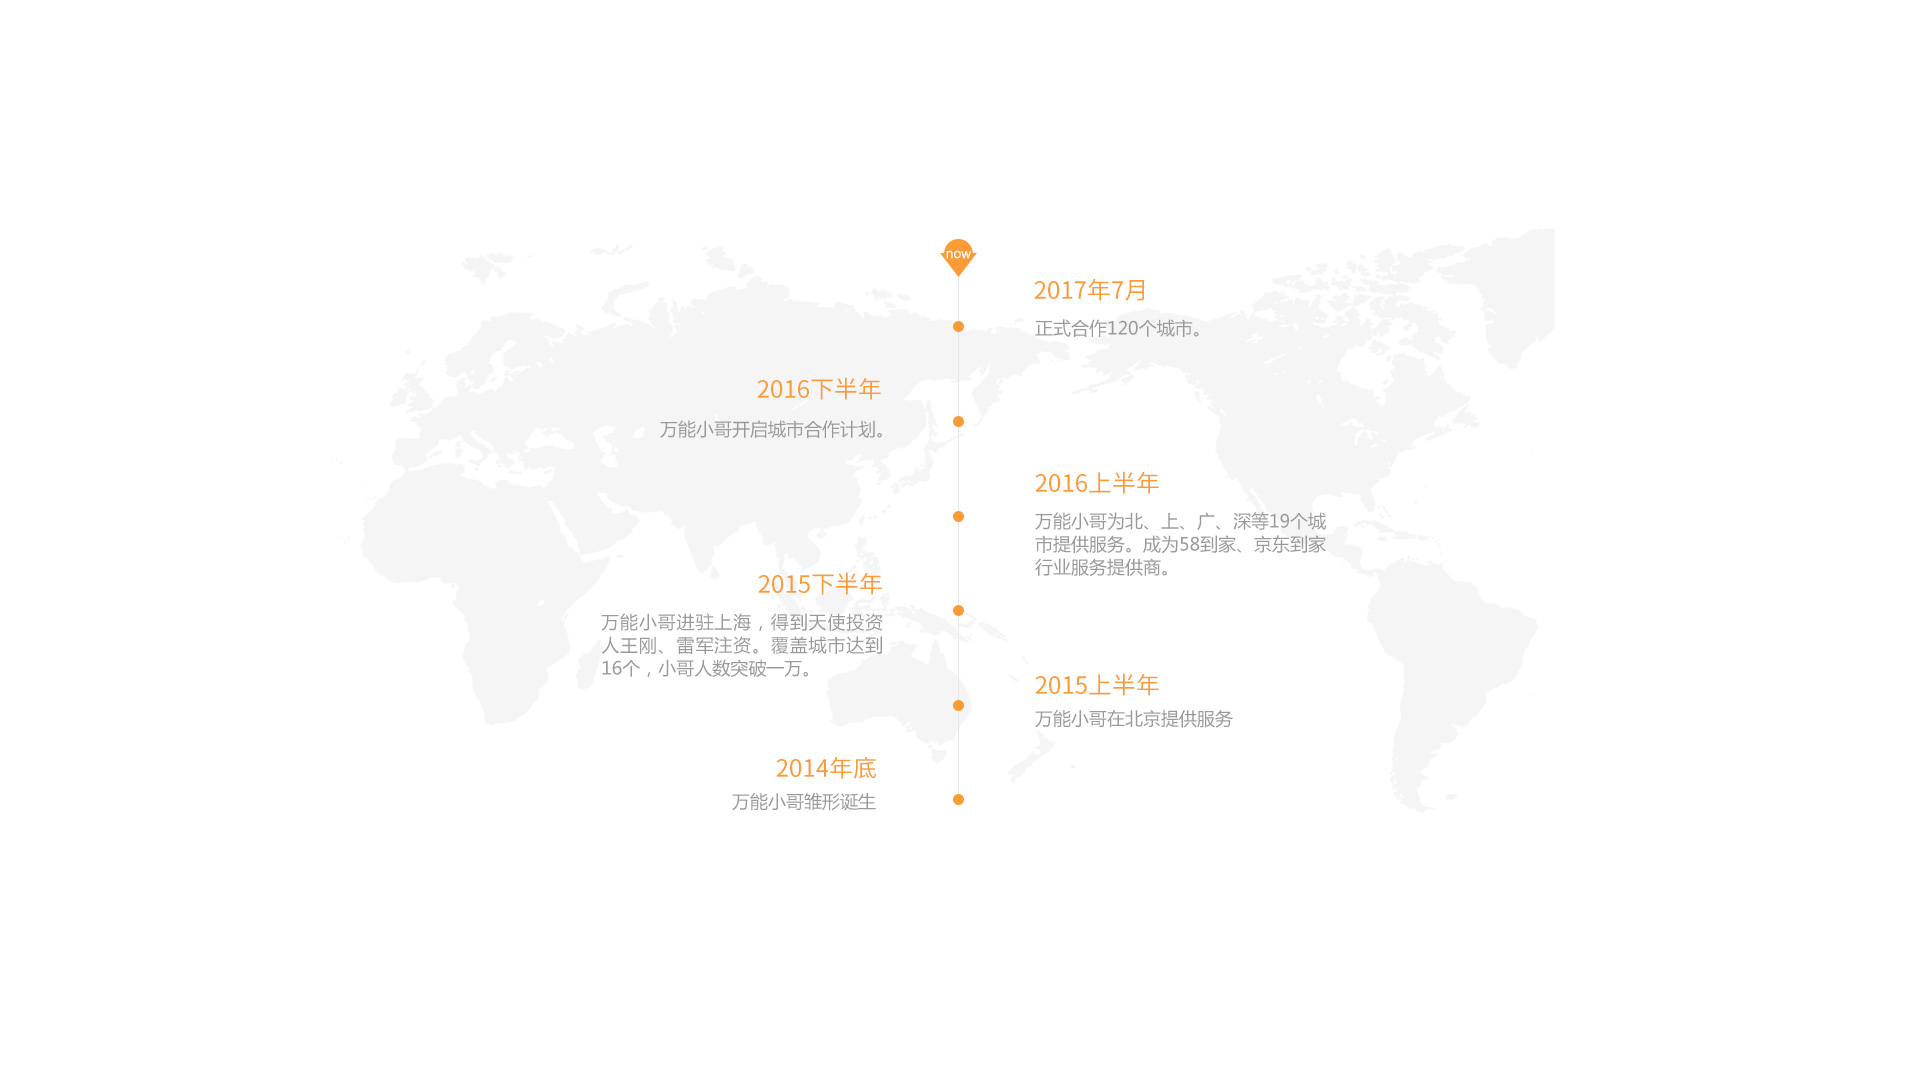 now
2017年7月
正式合作120个城市。
2016下半年
万能小哥开启城市合作计划。
2016上半年
万能小哥为北、上、广、深等19个城
市提供服务。成为58到家、京东到家
行业服务提供商。
2015下半年
万能小哥进驻上海，得到天使投资
人王刚、雷军注资。覆盖城市达到
16个，小哥人数突破一万。
2015上半年
万能小哥在北京提供服务
2014年底
万能小哥雏形诞生